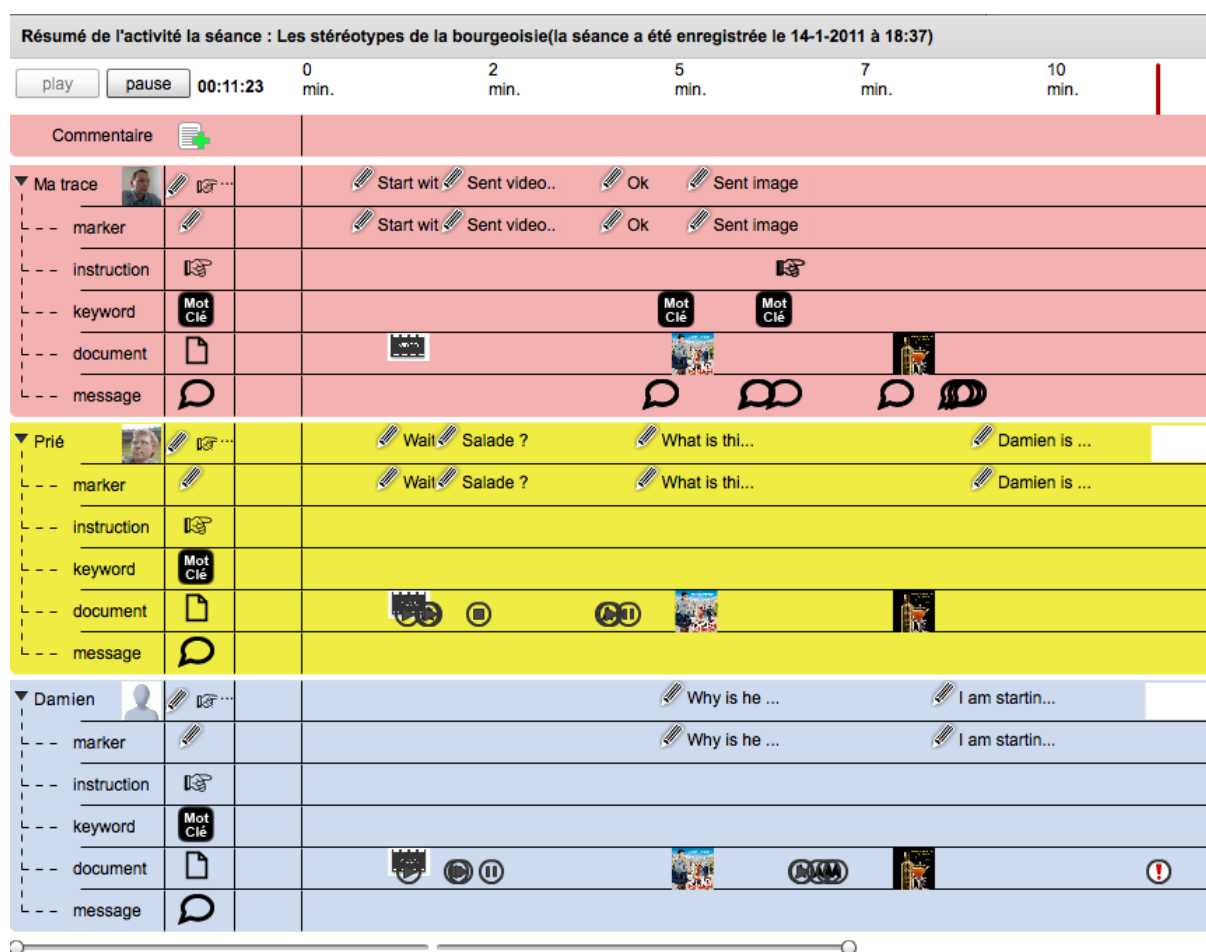 Résumé de l'activité la séance : Les stéréotypes de la bourgeoisie(la séance a été enregistrée le 14-1-2011 à 18:37)
play pause 00:11:23 0 min. 2 min. 5 min. 7 min. 10 min.
Commentaire
Ma trace ... Start wit Sent video.. Ok Sent image
marker Start wit Sent video.. Ok Sent image
instruction
keyword Mot Clé Mot Clé Mot Clé
document
message
Prié ... Wait Salade ? What is thi... Damien is ...
marker Wait Salade ? What is thi... Damien is ...
instruction
keyword Mot Clé
document
message
Damien ... Why is he ... I am startin...
marker Why is he ... I am startin...
instruction
keyword Mot Clé
document
message